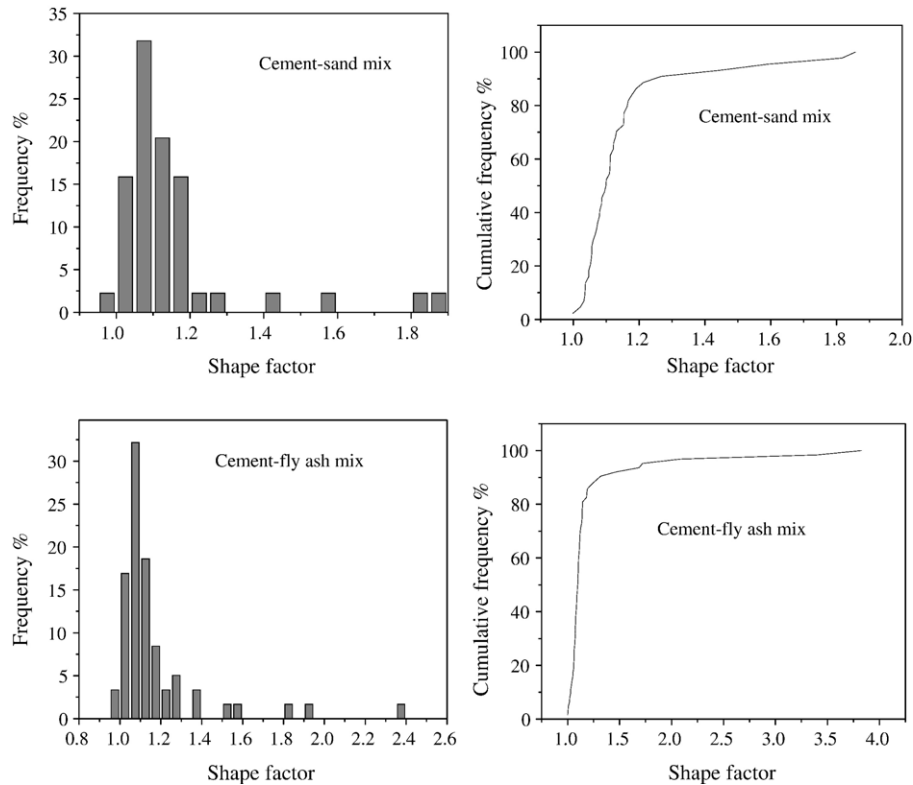 35
30
25
20
15
10
5
0
Frequency %
Cement-sand mix
1.0 1.2 1.4 1.6 1.8
Shape factor
100
80
60
40
20
0
Cumulative frequency %
Cement-sand mix
1.0 1.2 1.4 1.6 1.8 2.0
Shape factor
30
25
20
15
10
5
0
Frequency %
Cement-fly ash mix
0.8 1.0 1.2 1.4 1.6 1.8 2.0 2.2 2.4 2.6
Shape factor
100
80
60
40
20
0
Cumulative frequency %
Cement-fly ash mix
1.0 1.5 2.0 2.5 3.0 3.5 4.0
Shape factor